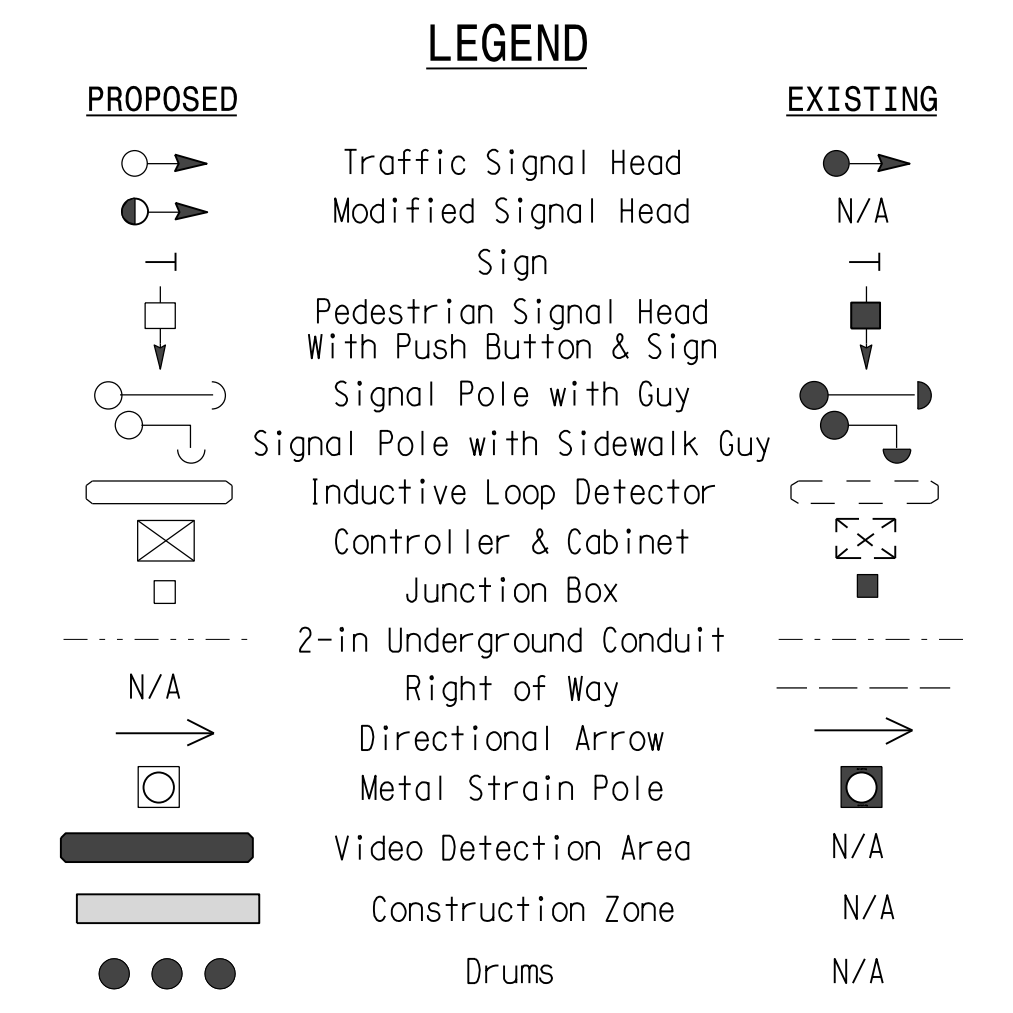 LEGEND
PROPOSED EXISTING
Traffic Signal Head
Modified Signal Head N/A
Sign
Pedestrian Signal Head
With Push Button & Sign
Signal Pole with Guy
Signal Pole with Sidewalk Guy
Inductive Loop Detector
Controller & Cabinet
Junction Box
2-in Underground Conduit
N/A Right of Way
Directional Arrow
Metal Strain Pole
Video Detection Area N/A
Construction Zone N/A
Drums N/A